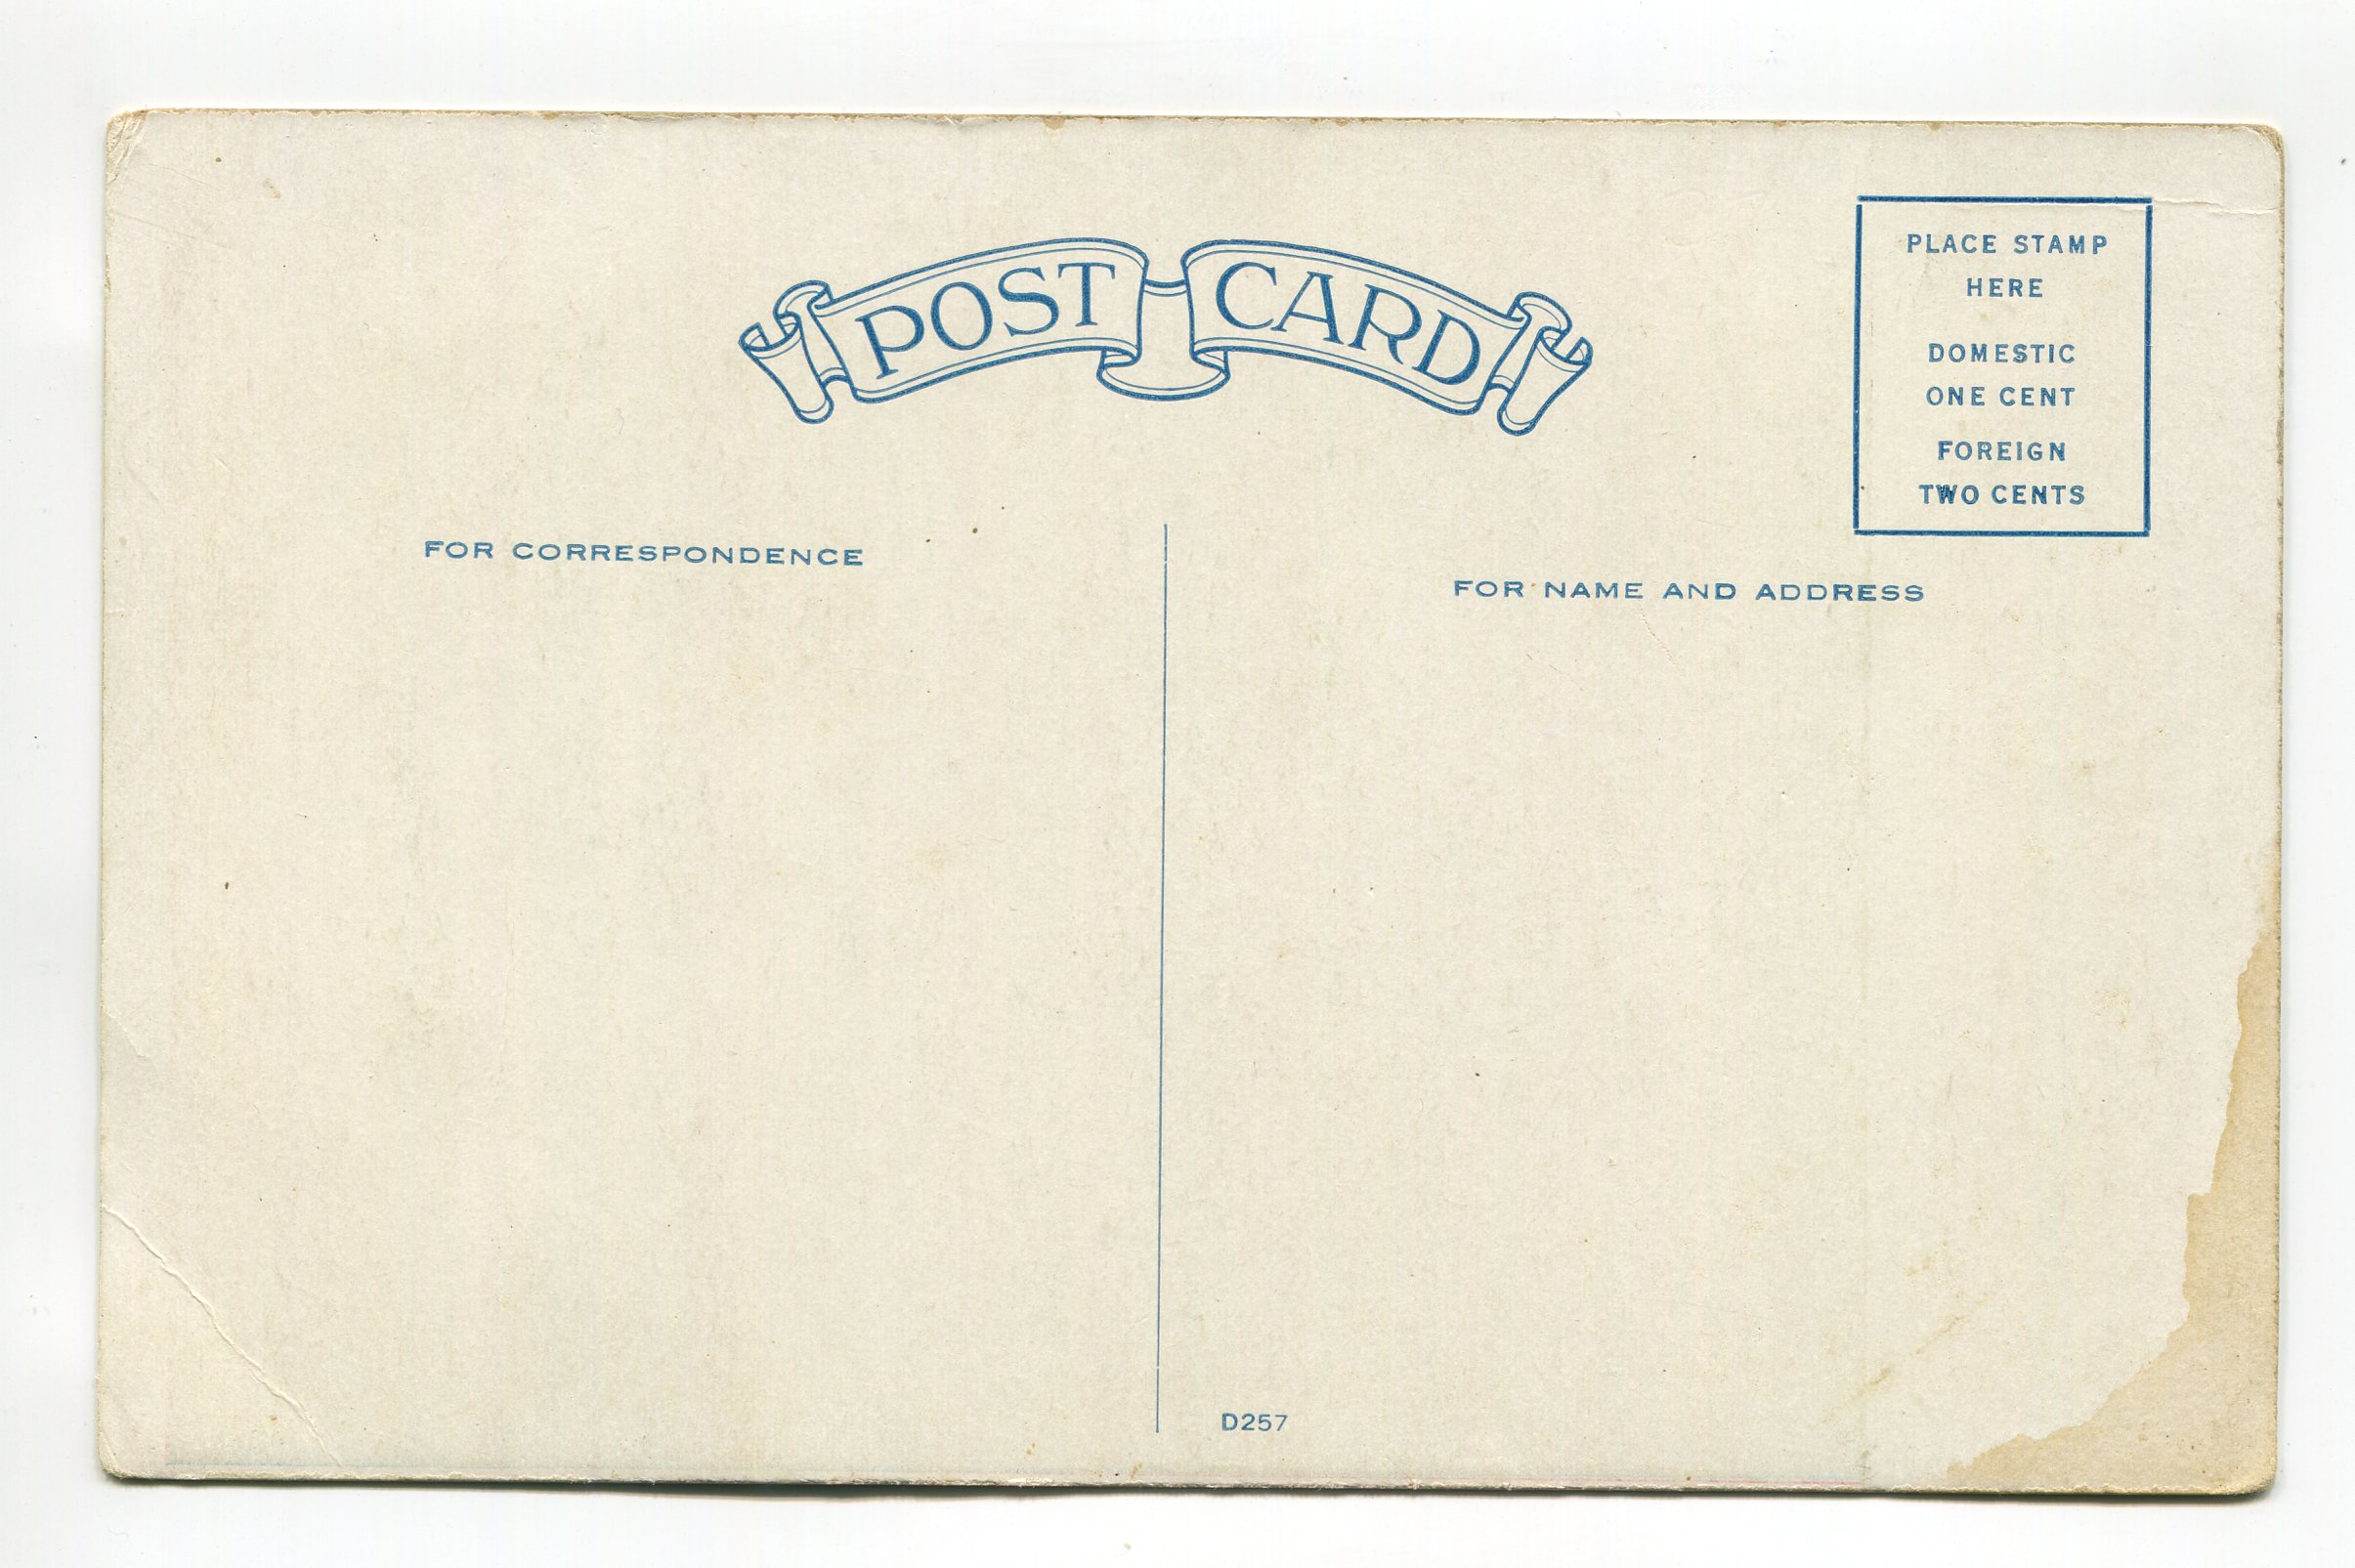 POST CARD
PLACE STAMP
HERE
DOMESTIC
ONE CENT
FOREIGN
TWO CENTS
FOR CORRESPONDENCE
FOR NAME AND ADDRESS
D257